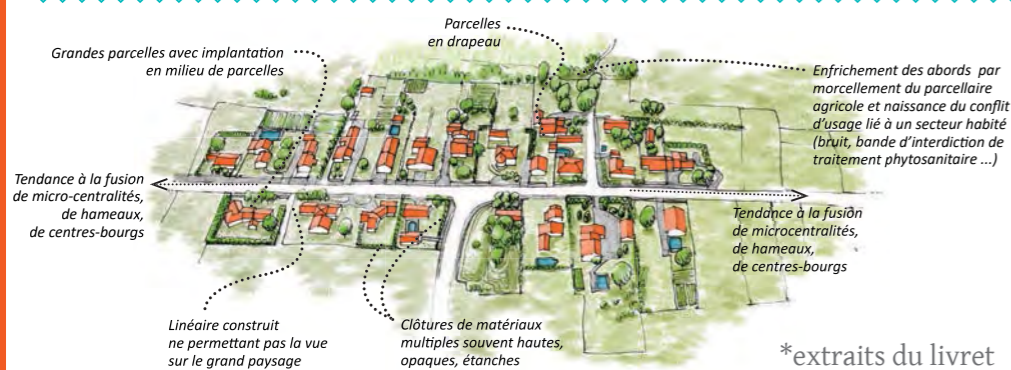 Parcelles
en drapeau
Grandes parcelles avec implantation
en milieu de parcelles
Enfrichement des abords par
morcellement du parcellaire
agricole et naissance du conflit
d'usage lié à un secteur habité
(bruit, bande d'interdiction de
traitement phytosanitaire ...)
Tendance à la fusion
de micro-centralités,
de hameaux,
de centres-bourgs
Tendance à la fusion
de microcentralités,
de hameaux,
de centres-bourgs
Linéaire construit
ne permettant pas la vue
sur le grand paysage
Clôtures de matériaux
multiples souvent hautes,
opaques, étanches
*extraits du livret